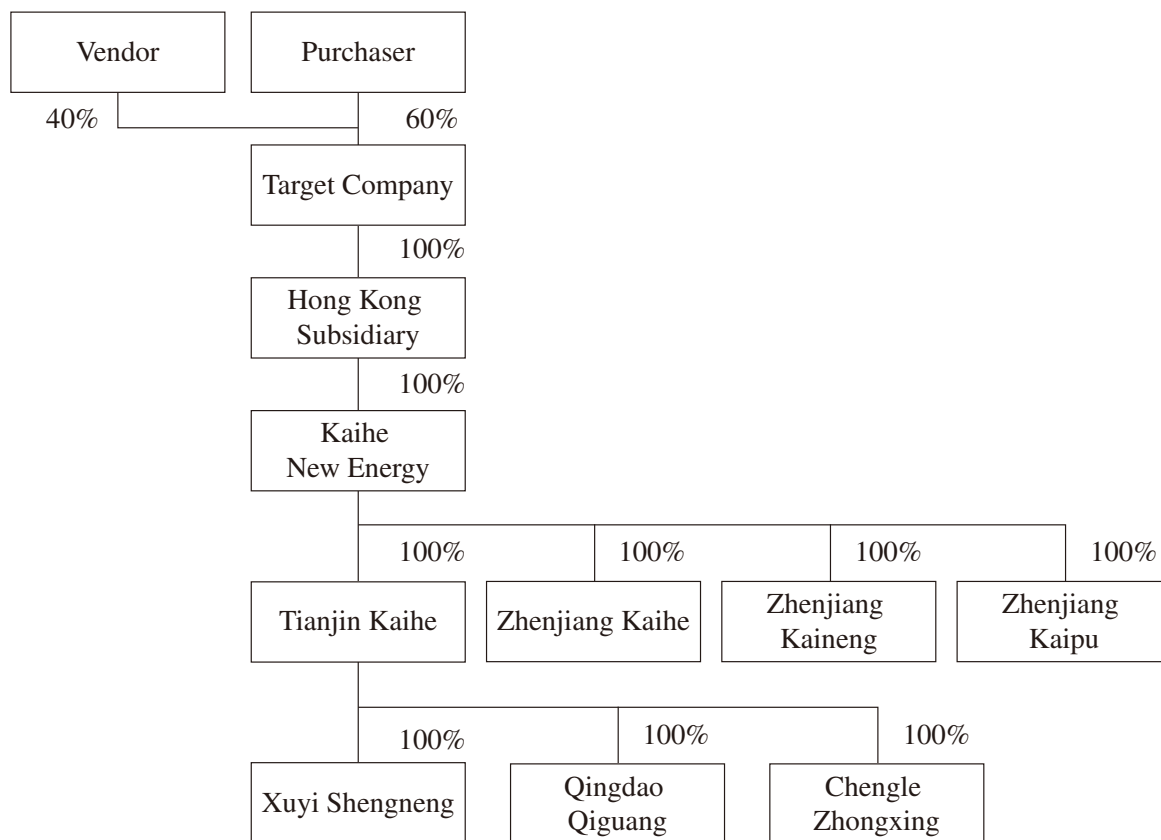 Vendor
Purchaser
40%
60%
Target Company
100%
Hong Kong
Subsidiary
100%
Kaihe
New Energy
100%
100%
100%
100%
Tianjin Kaihe
Zhenjiang Kaihe
Zhenjiang
Kaineng
Zhenjiang
Kaipu
100%
100%
100%
Xuyi Shengneng
Qingdao
Qiguang
Chengle
Zhongxing